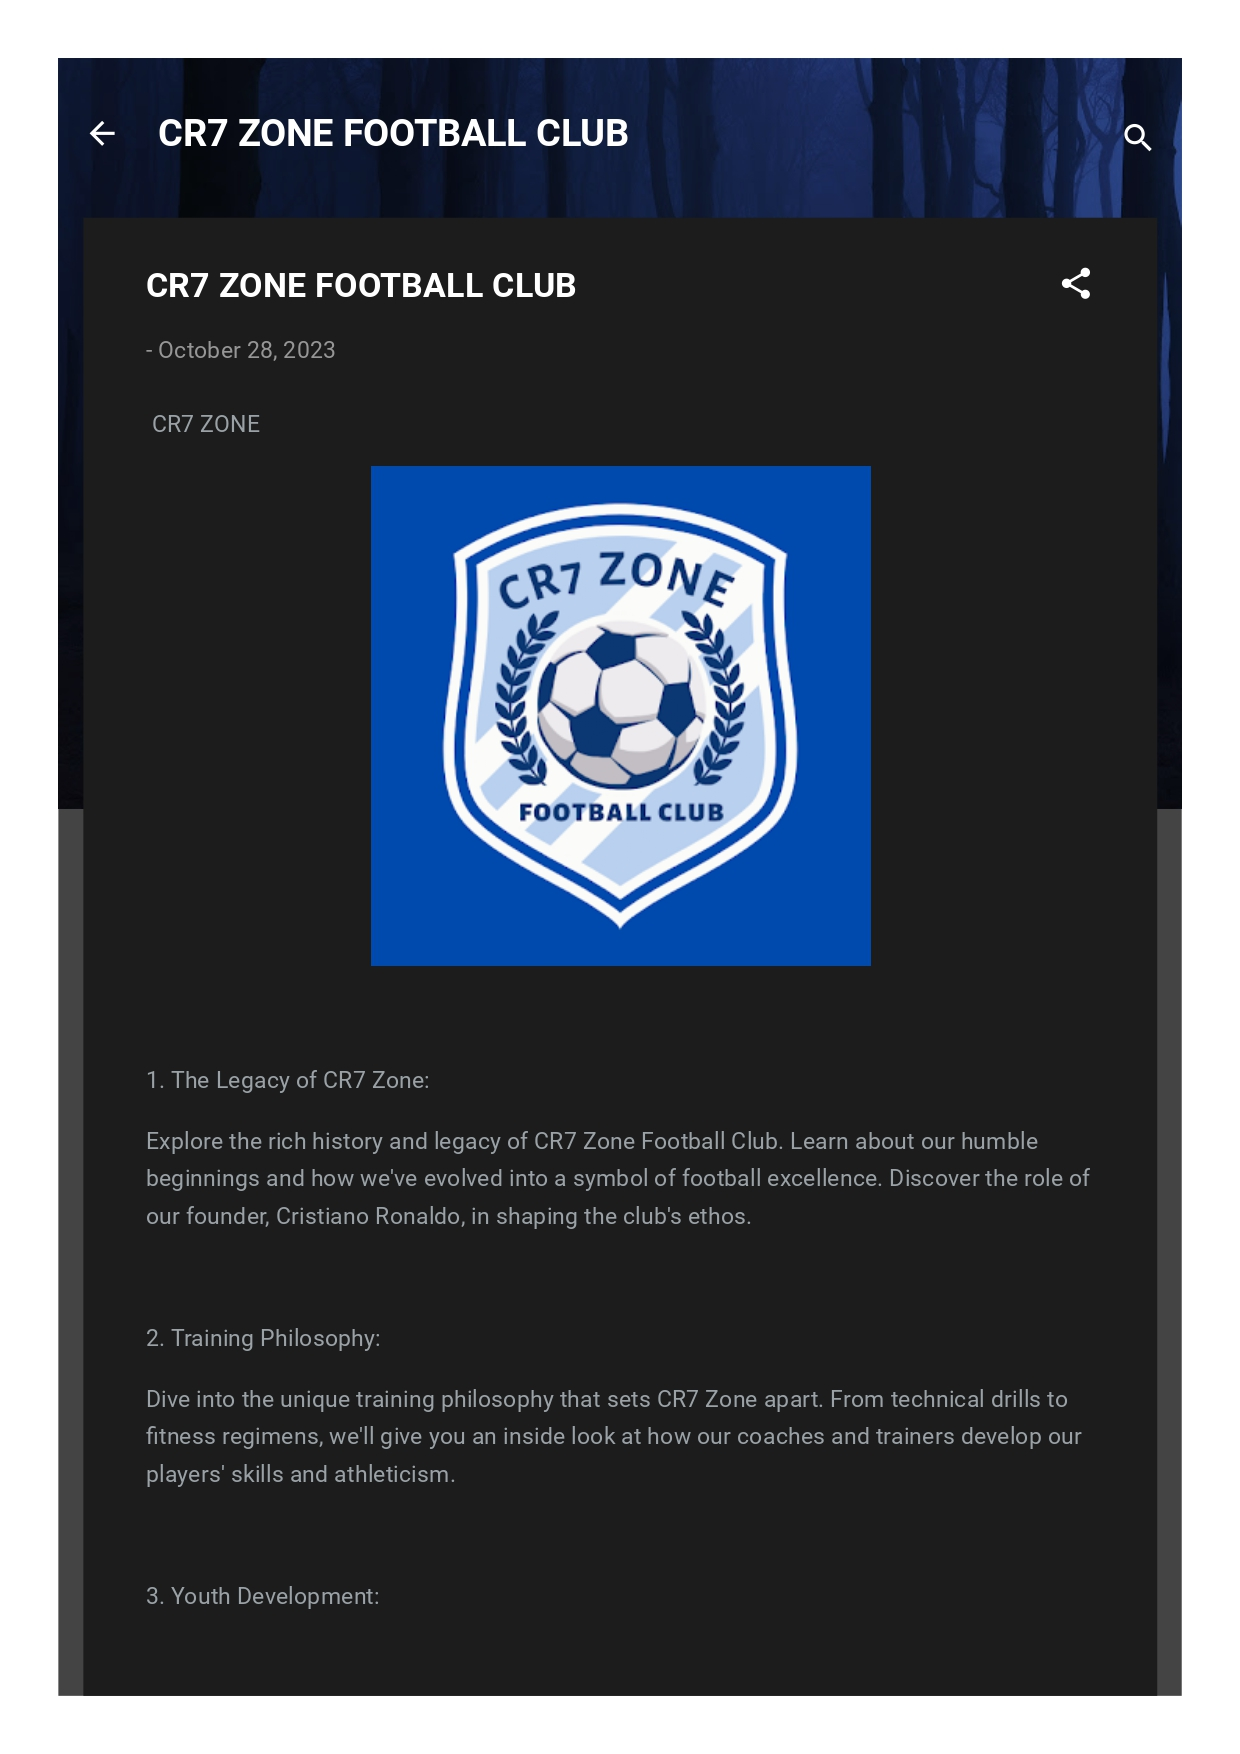 CR7 ZONE FOOTBALL CLUB
CR7 ZONE FOOTBALL CLUB
- October 28, 2023
CR7 ZONE
CR7 ZONE
FOOTBALL CLUB
1. The Legacy of CR7 Zone:
Explore the rich history and legacy of CR7 Zone Football Club. Learn about our humble
beginnings and how we've evolved into a symbol of football excellence. Discover the role of
our founder, Cristiano Ronaldo, in shaping the club's ethos.
2. Training Philosophy:
Dive into the unique training philosophy that sets CR7 Zone apart. From technical drills to
fitness regimens, we'll give you an inside look at how our coaches and trainers develop our
players' skills and athleticism.
3. Youth Development: